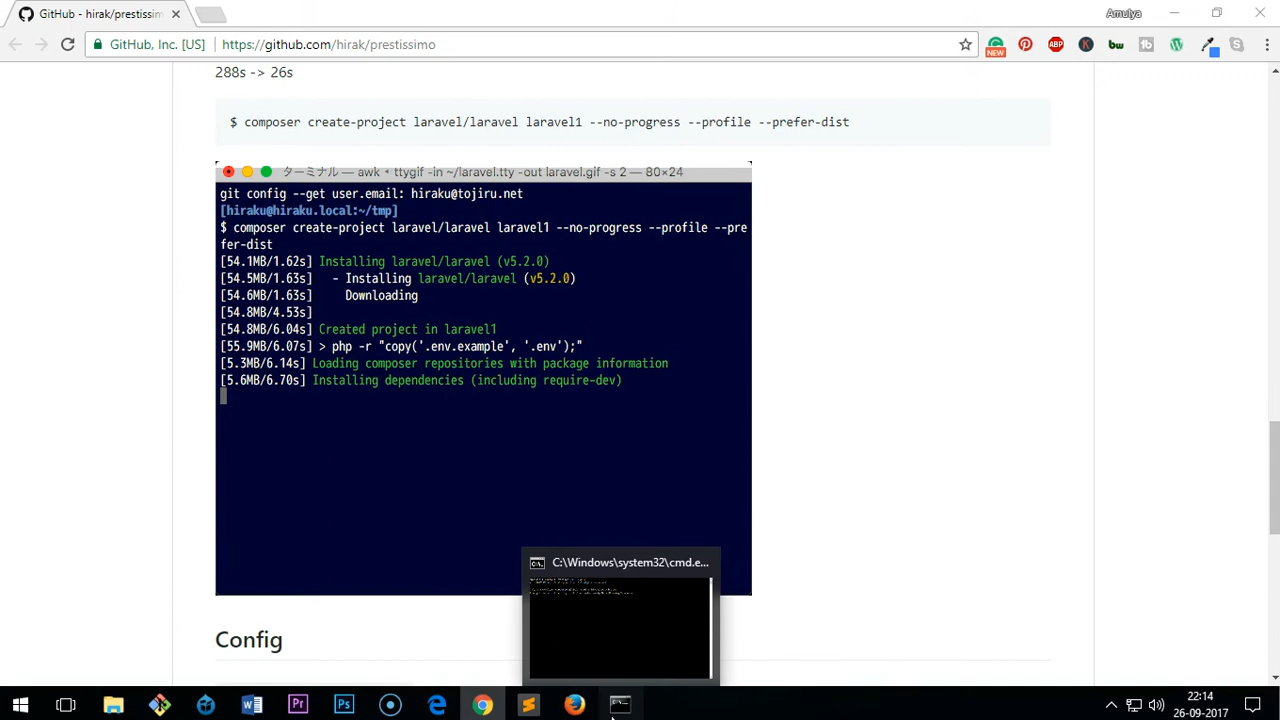 GitHub - hirak/prestissimo
Amulya
GitHub, Inc. [US]
https://github.com/hirak/prestissimo
NEW
ABP
K
bw
tb
288s -> 26s
$ composer create-project laravel/laravel laravel1 --no-progress --profile --prefer-dist
ターミナル — awk • ttygif -in ~/laravel.tty -out laravel.gif -s 2 — 80×24
git config --get user.email: hiraku@tojiru.net
[hiraku@hiraku.local:~/tmp]
$ composer create-project laravel/laravel laravel1 --no-progress --profile --pre
fer-dist
[54.1MB/1.62s] Installing laravel/laravel (v5.2.0)
[54.5MB/1.63s]   - Installing laravel/laravel (v5.2.0)
[54.6MB/1.63s]     Downloading
[54.8MB/4.53s]
[54.8MB/6.04s] Created project in laravel1
[55.9MB/6.07s] > php -r "copy('.env.example', '.env');"
[5.3MB/6.14s] Loading composer repositories with package information
[5.6MB/6.70s] Installing dependencies (including require-dev)
C:\Windows\system32\cmd.e...
Config
Pr
Ps
22:14
26-09-2017